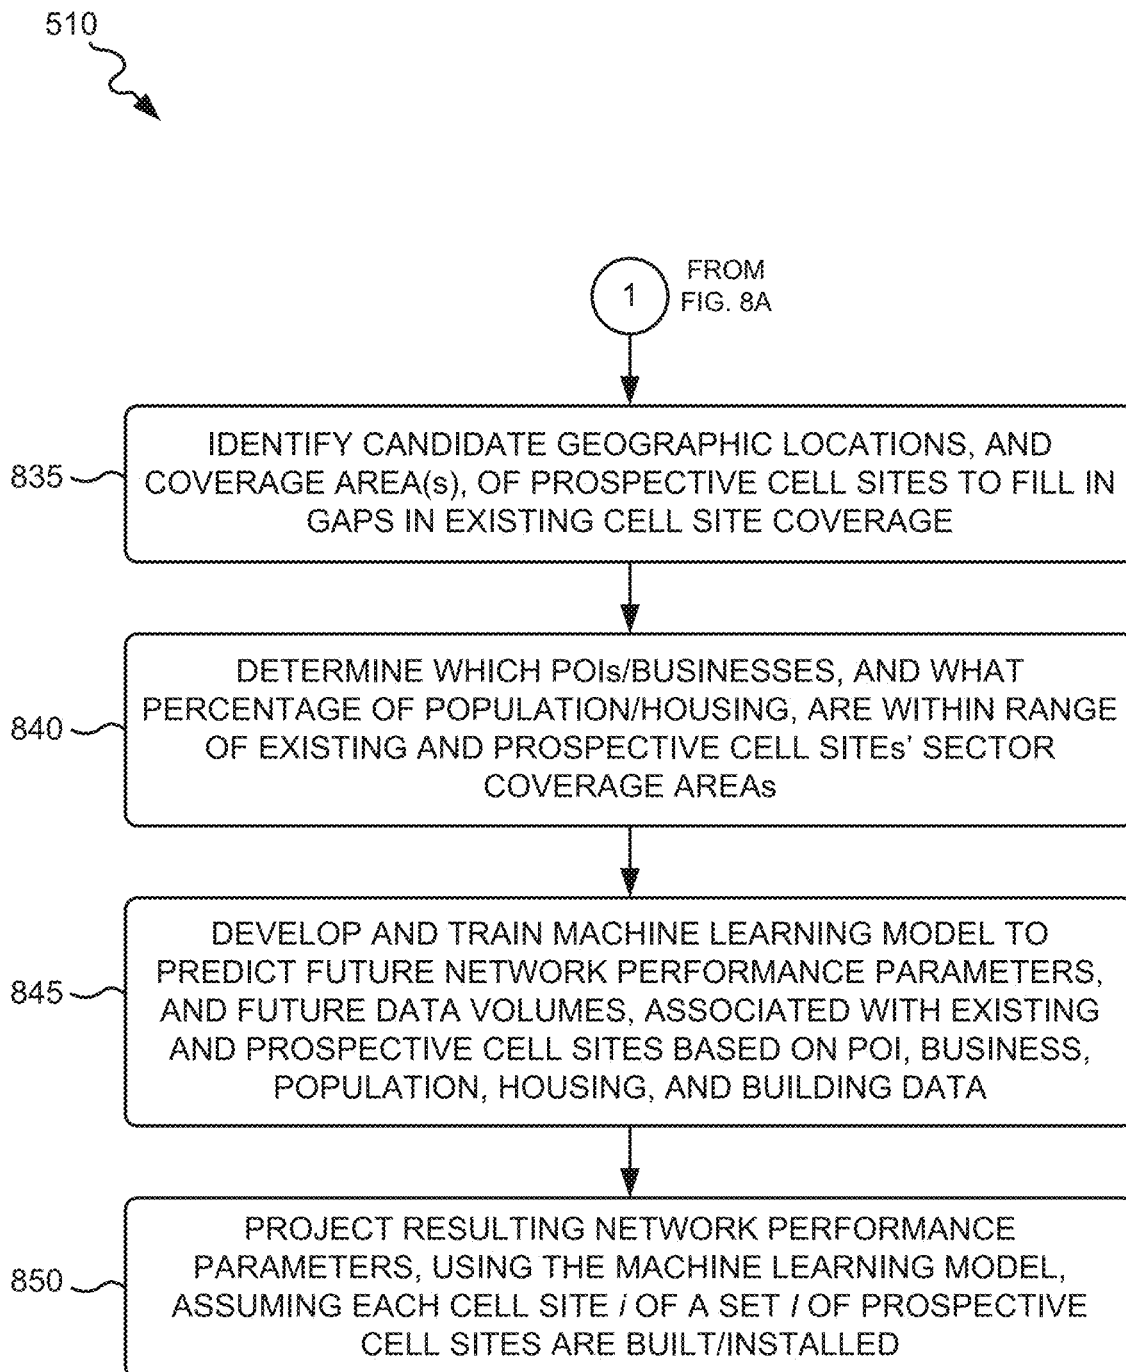 510
1
FROM
FIG. 8A
835
IDENTIFY CANDIDATE GEOGRAPHIC LOCATIONS, AND
COVERAGE AREA(s), OF PROSPECTIVE CELL SITES TO FILL IN
GAPS IN EXISTING CELL SITE COVERAGE
840
DETERMINE WHICH POIs/BUSINESSES, AND WHAT
PERCENTAGE OF POPULATION/HOUSING, ARE WITHIN RANGE
OF EXISTING AND PROSPECTIVE CELL SITEs’ SECTOR
COVERAGE AREAs
845
DEVELOP AND TRAIN MACHINE LEARNING MODEL TO
PREDICT FUTURE NETWORK PERFORMANCE PARAMETERS,
AND FUTURE DATA VOLUMES, ASSOCIATED WITH EXISTING
AND PROSPECTIVE CELL SITES BASED ON POI, BUSINESS,
POPULATION, HOUSING, AND BUILDING DATA
850
PROJECT RESULTING NETWORK PERFORMANCE
PARAMETERS, USING THE MACHINE LEARNING MODEL,
ASSUMING EACH CELL SITE i OF A SET I OF PROSPECTIVE
CELL SITES ARE BUILT/INSTALLED